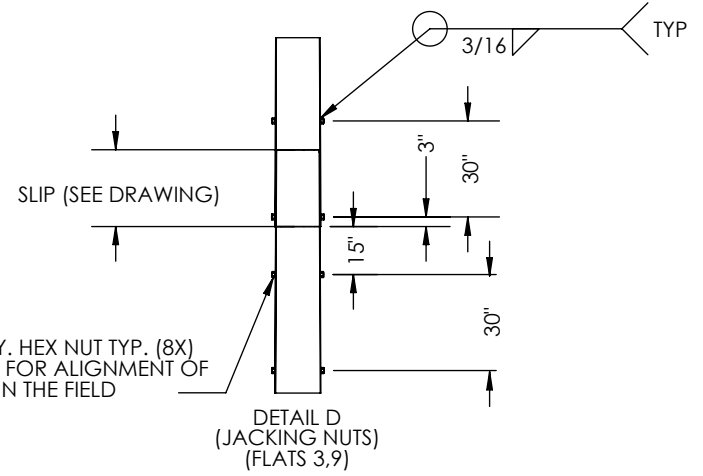 TYP
3/16
3"
30"
SLIP (SEE DRAWING)
15"
30"
Y. HEX NUT TYP. (8X)
FOR ALIGNMENT OF
N THE FIELD
DETAIL D
(JACKING NUTS)
(FLATS 3,9)